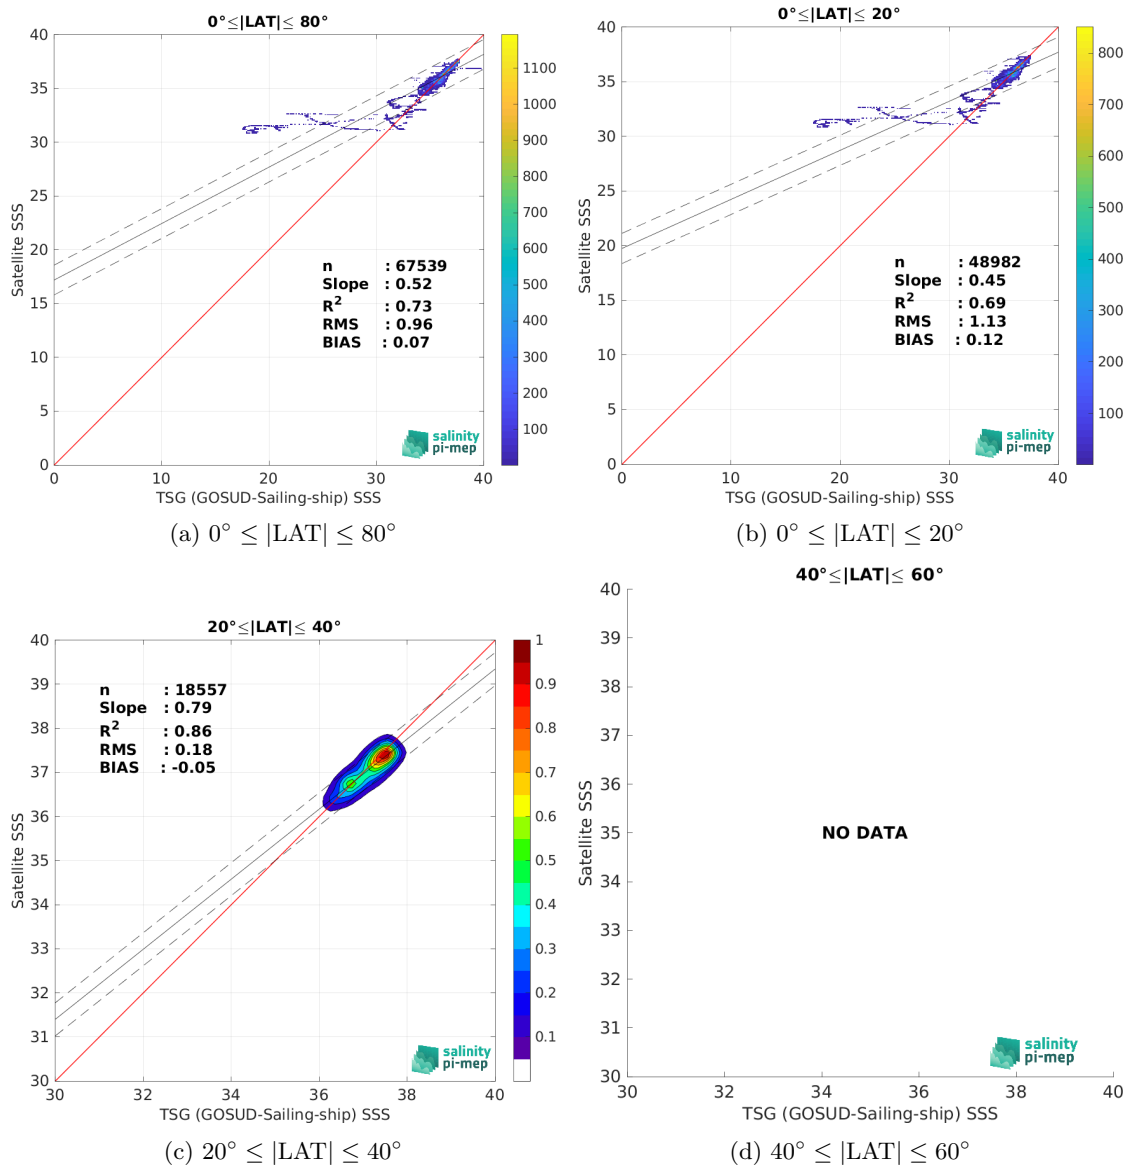 0°≤|LAT|≤ 80°
40
35
30
25
20
15
10
5
0
Satellite SSS
n : 67539
Slope : 0.52
R² : 0.73
RMS : 0.96
BIAS : 0.07
salinity
pi-mep
0 10 20 30 40
TSG (GOSUD-Sailing-ship) SSS
1100
1000
900
800
700
600
500
400
300
200
100
(a) 0° ≤ |LAT| ≤ 80°
0°≤|LAT|≤ 20°
40
35
30
25
20
15
10
5
0
Satellite SSS
n : 48982
Slope : 0.45
R² : 0.69
RMS : 1.13
BIAS : 0.12
salinity
pi-mep
0 10 20 30 40
TSG (GOSUD-Sailing-ship) SSS
800
700
600
500
400
300
200
100
(b) 0° ≤ |LAT| ≤ 20°
20°≤|LAT|≤ 40°
40
39
38
37
36
35
34
33
32
31
30
Satellite SSS
n : 18557
Slope : 0.79
R² : 0.86
RMS : 0.18
BIAS : -0.05
salinity
pi-mep
30 32 34 36 38 40
TSG (GOSUD-Sailing-ship) SSS
1
0.9
0.8
0.7
0.6
0.5
0.4
0.3
0.2
0.1
(c) 20° ≤ |LAT| ≤ 40°
40°≤|LAT|≤ 60°
40
39
38
37
36
35
34
33
32
31
30
Satellite SSS
NO DATA
salinity
pi-mep
30 32 34 36 38 40
TSG (GOSUD-Sailing-ship) SSS
(d) 40° ≤ |LAT| ≤ 60°